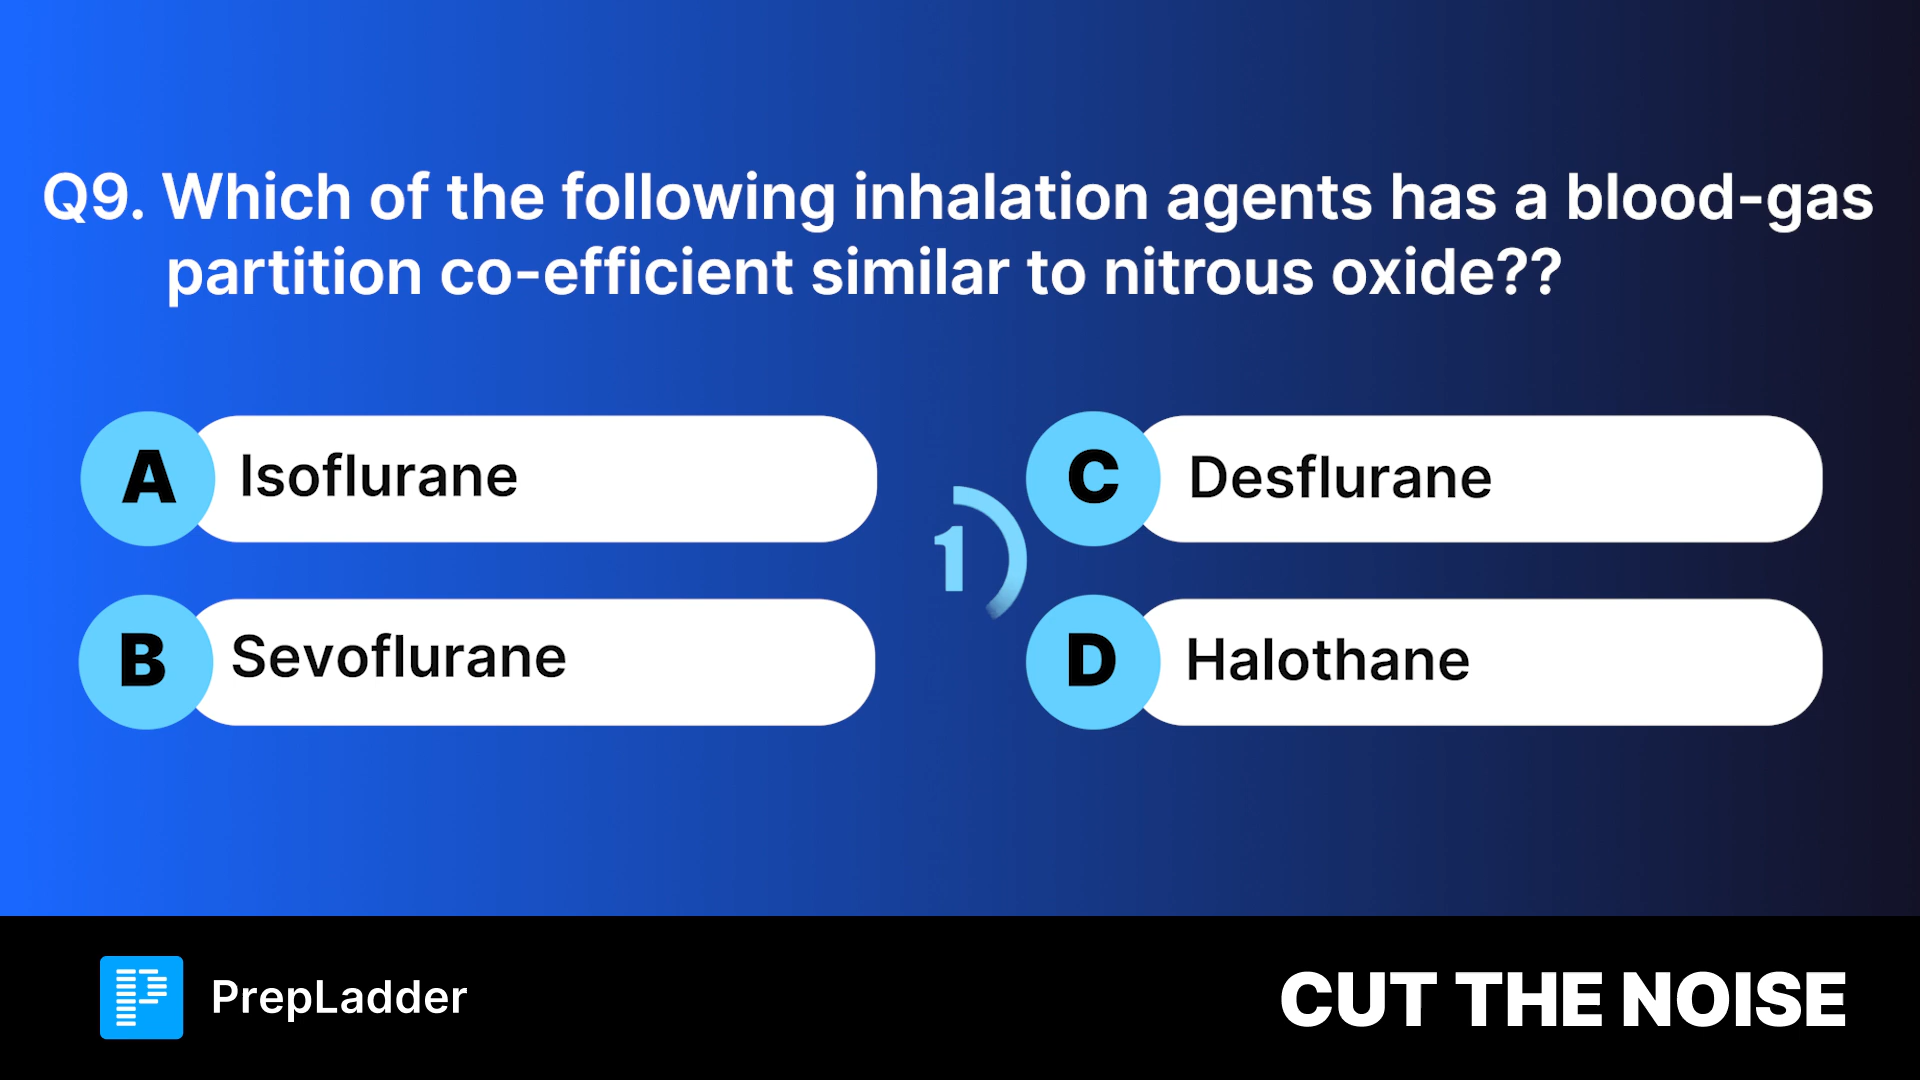 Q9. Which of the following inhalation agents has a blood-gas
partition co-efficient similar to nitrous oxide??
A Isoflurane
B Sevoflurane
1
C Desflurane
D Halothane
PrepLadder
CUT THE NOISE